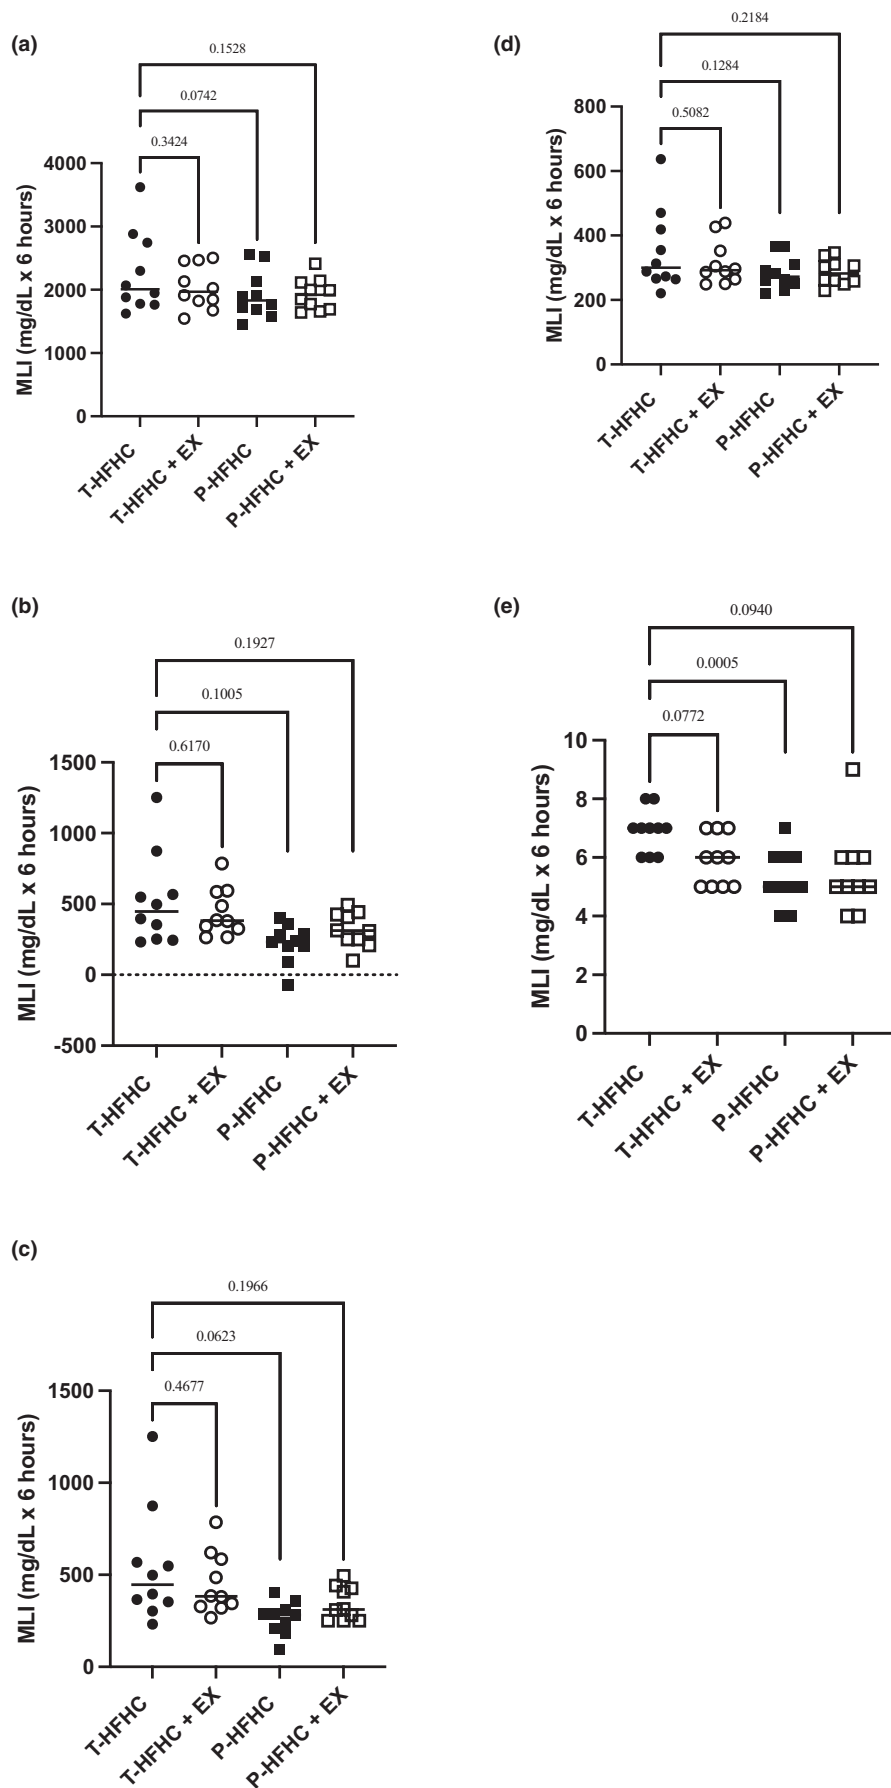 (a)
0.1528
0.0742
0.3424
4000
3000
2000
1000
0
MLI (mg/dL x 6 hours)
T-HFHC
T-HFHC + EX
P-HFHC
P-HFHC + EX
(d)
0.2184
0.1284
0.5082
800
600
400
200
0
MLI (mg/dL x 6 hours)
T-HFHC
T-HFHC + EX
P-HFHC
P-HFHC + EX
(b)
0.1927
0.1005
0.6170
1500
1000
500
0
-500
MLI (mg/dL x 6 hours)
T-HFHC
T-HFHC + EX
P-HFHC
P-HFHC + EX
(e)
0.0940
0.0005
0.0772
10
8
6
4
2
0
MLI (mg/dL x 6 hours)
T-HFHC
T-HFHC + EX
P-HFHC
P-HFHC + EX
(c)
0.1966
0.0623
0.4677
1500
1000
500
0
MLI (mg/dL x 6 hours)
T-HFHC
T-HFHC + EX
P-HFHC
P-HFHC + EX